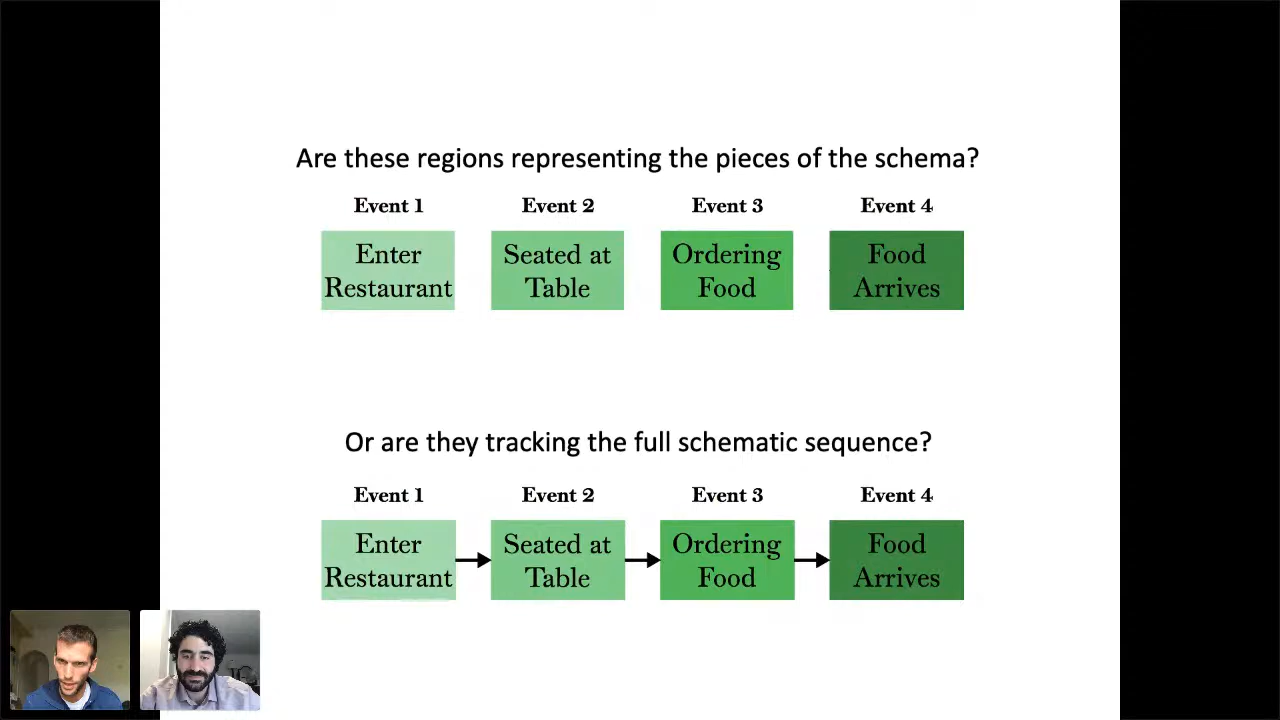 Are these regions representing the pieces of the schema?
Event 1 Event 2 Event 3 Event 4
Enter Restaurant
Seated at Table
Ordering Food
Food Arrives
Or are they tracking the full schematic sequence?
Event 1 Event 2 Event 3 Event 4
Enter Restaurant
Seated at Table
Ordering Food
Food Arrives